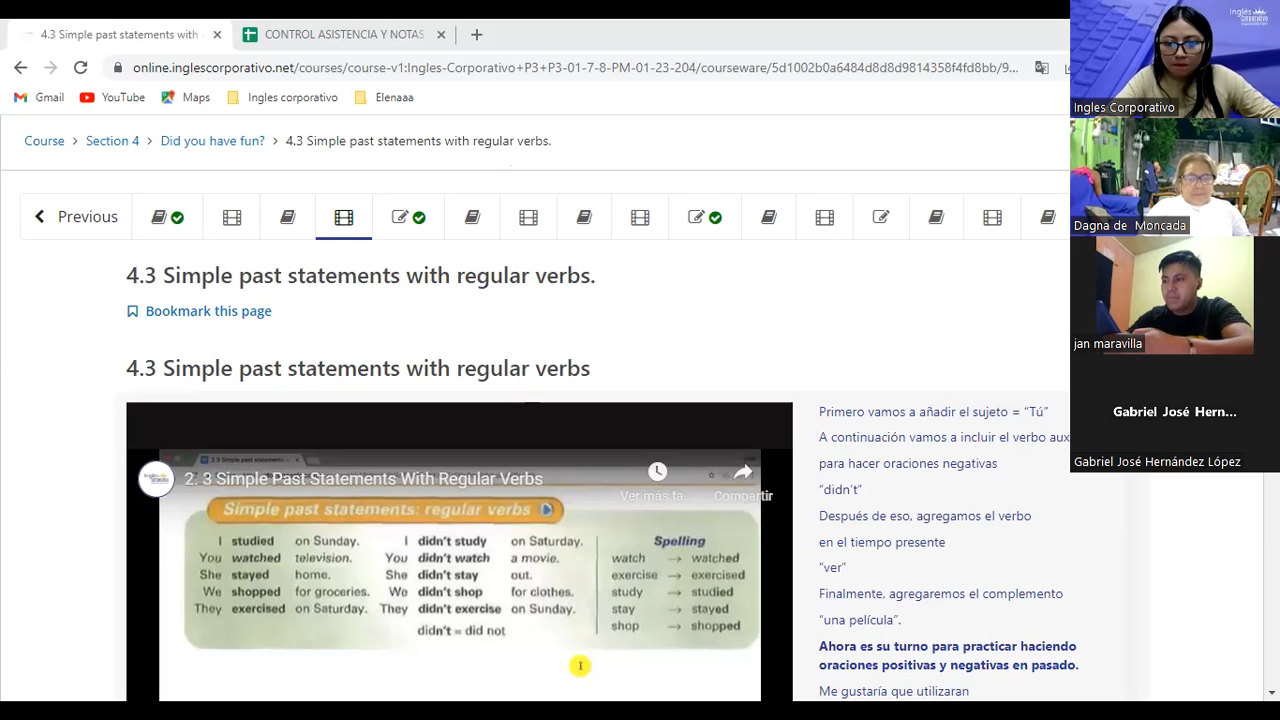 4.3 Simple past statements with
CONTROL ASISTENCIA Y NOTAS
online.inglescorporativo.net/courses/course-v1:Ingles-Corporativo+P3+P3-01-7-8-PM-01-23-204/courseware/5d1002b0a6484d8d8d9814358f4fd8bb/9...
Gmail
YouTube
Maps
Ingles corporativo
Elenaaa
Course > Section 4 > Did you have fun? > 4.3 Simple past statements with regular verbs.
Previous
4.3 Simple past statements with regular verbs.
Bookmark this page
4.3 Simple past statements with regular verbs
2: 3 Simple Past Statements With Regular Verbs
Ver más ta...
Compartir
Simple past statements: regular verbs
I studied on Sunday. I didn't study on Saturday.
You watched television. You didn't watch a movie.
She stayed home. She didn't stay out.
We shopped for groceries. We didn't shop for clothes.
They exercised on Saturday. They didn't exercise on Sunday.
didn't = did not
Spelling
watch → watched
exercise → exercised
study → studied
stay → stayed
shop → shopped
Primero vamos a añadir el sujeto = “Tú”
A continuación vamos a incluir el verbo aux
para hacer oraciones negativas
“didn’t”
Después de eso, agregamos el verbo
en el tiempo presente
“ver”
Finalmente, agregaremos el complemento
“una película”.
Ahora es su turno para practicar haciendo
oraciones positivas y negativas en pasado.
Me gustaría que utilizaran
Inglés
Corporativo
Ingles Corporativo
Dagna de Moncada
jan maravilla
Gabriel José Hern...
Gabriel José Hernández López